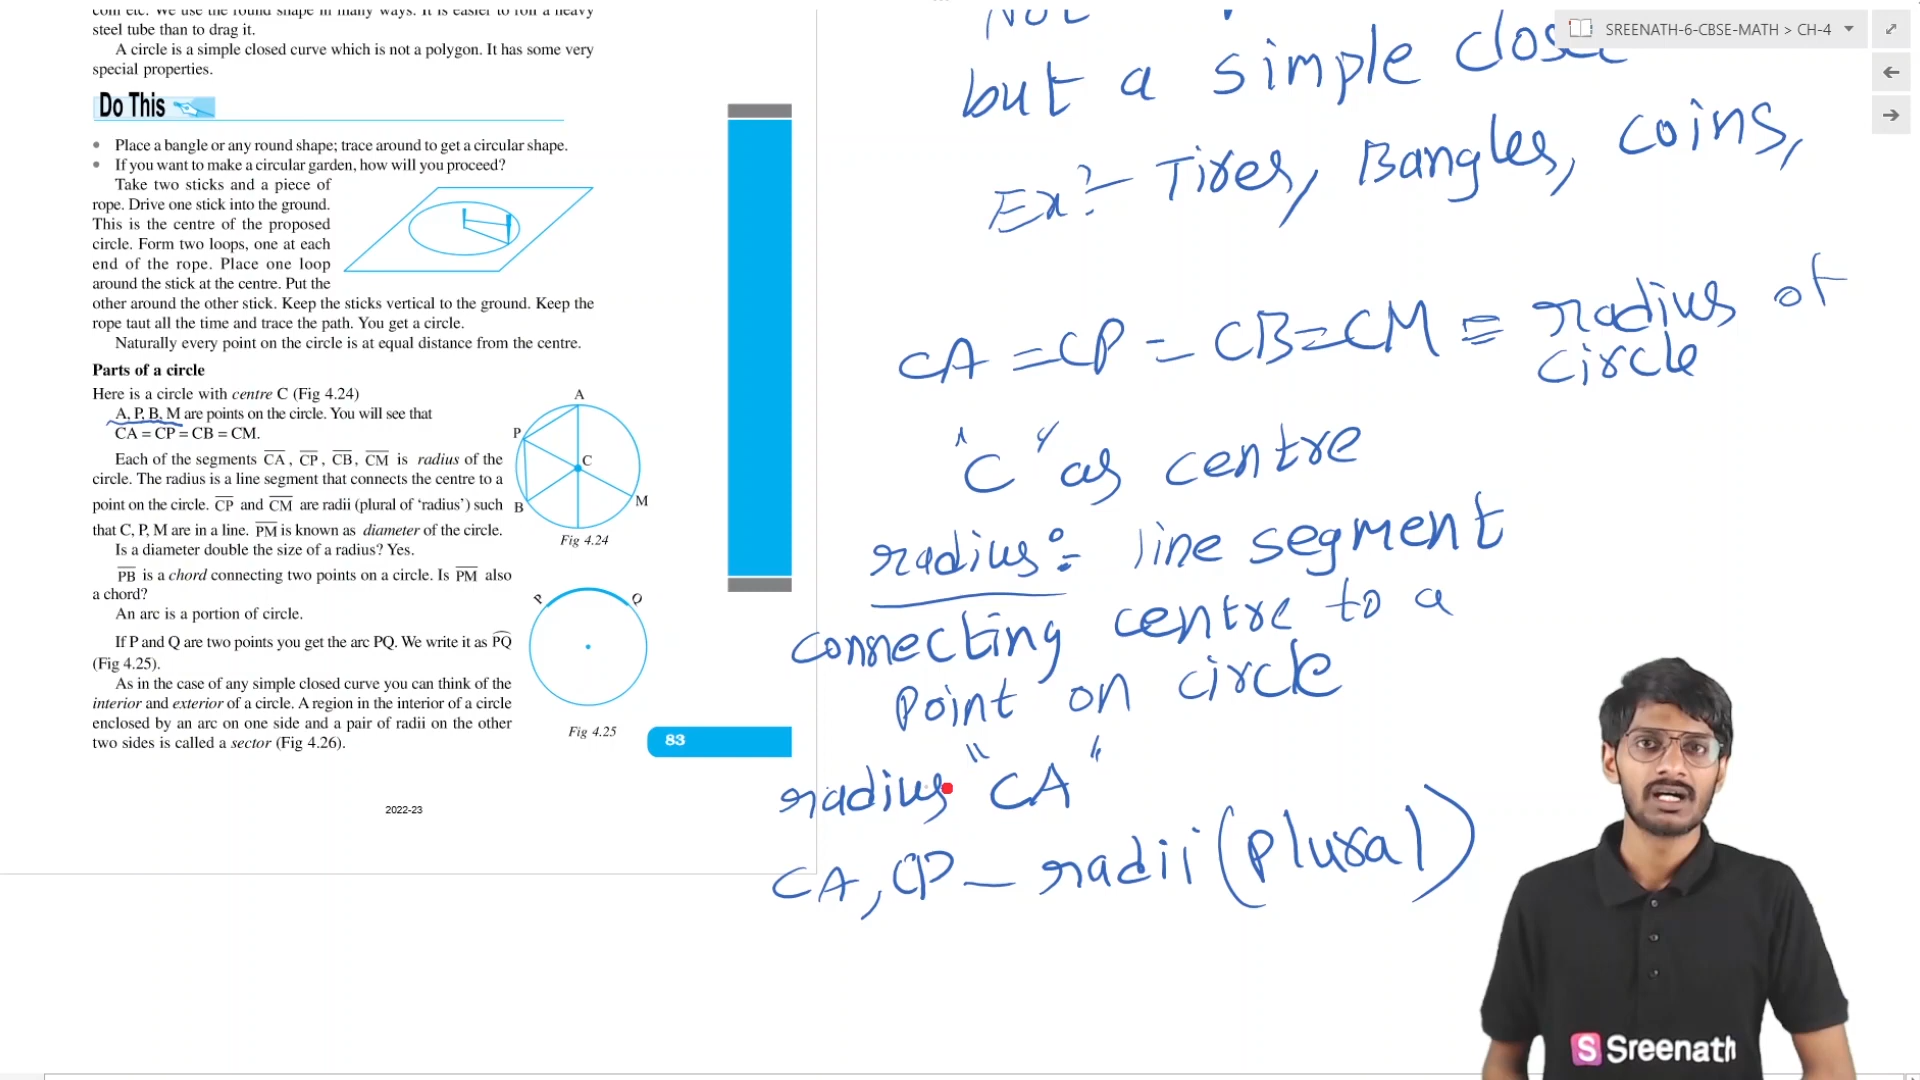 steel tube than to drag it.
A circle is a simple closed curve which is not a polygon. It has some very
special properties.
Do This
• Place a bangle or any round shape; trace around to get a circular shape.
• If you want to make a circular garden, how will you proceed?
Take two sticks and a piece of
rope. Drive one stick into the ground.
This is the centre of the proposed
circle. Form two loops, one at each
end of the rope. Place one loop
around the stick at the centre. Put the
other around the other stick. Keep the sticks vertical to the ground. Keep the
rope taut all the time and trace the path. You get a circle.
Naturally every point on the circle is at equal distance from the centre.
Parts of a circle
Here is a circle with centre C (Fig 4.24)
A, P, B, M are points on the circle. You will see that
CA = CP = CB = CM.
Each of the segments CA, CP, CB, CM is radius of the
circle. The radius is a line segment that connects the centre to a
point on the circle. CP and CM are radii (plural of ‘radius’) such
that C, P, M are in a line. PM is known as diameter of the circle.
Is a diameter double the size of a radius? Yes.
PB is a chord connecting two points on a circle. Is PM also
a chord?
An arc is a portion of circle.
If P and Q are two points you get the arc PQ. We write it as PQ
(Fig 4.25).
As in the case of any simple closed curve you can think of the
interior and exterior of a circle. A region in the interior of a circle
enclosed by an arc on one side and a pair of radii on the other
two sides is called a sector (Fig 4.26).
A
P
C
B
M
Fig 4.24
P
Q
Fig 4.25
83
2022-23
SREENATH-6-CBSE-MATH > CH-4
Not
but a simple close
Ex:- Tires, Bangles, coins,
CA = CP = CB = CM = radius of
circle
"C" as centre
radius:- line segment
connecting centre to a
point on circle
radius "CA"
CA, CP - radii (plural)
S Sreenath